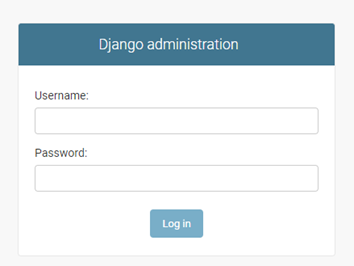 Django administration
Username:
Password:
Log in